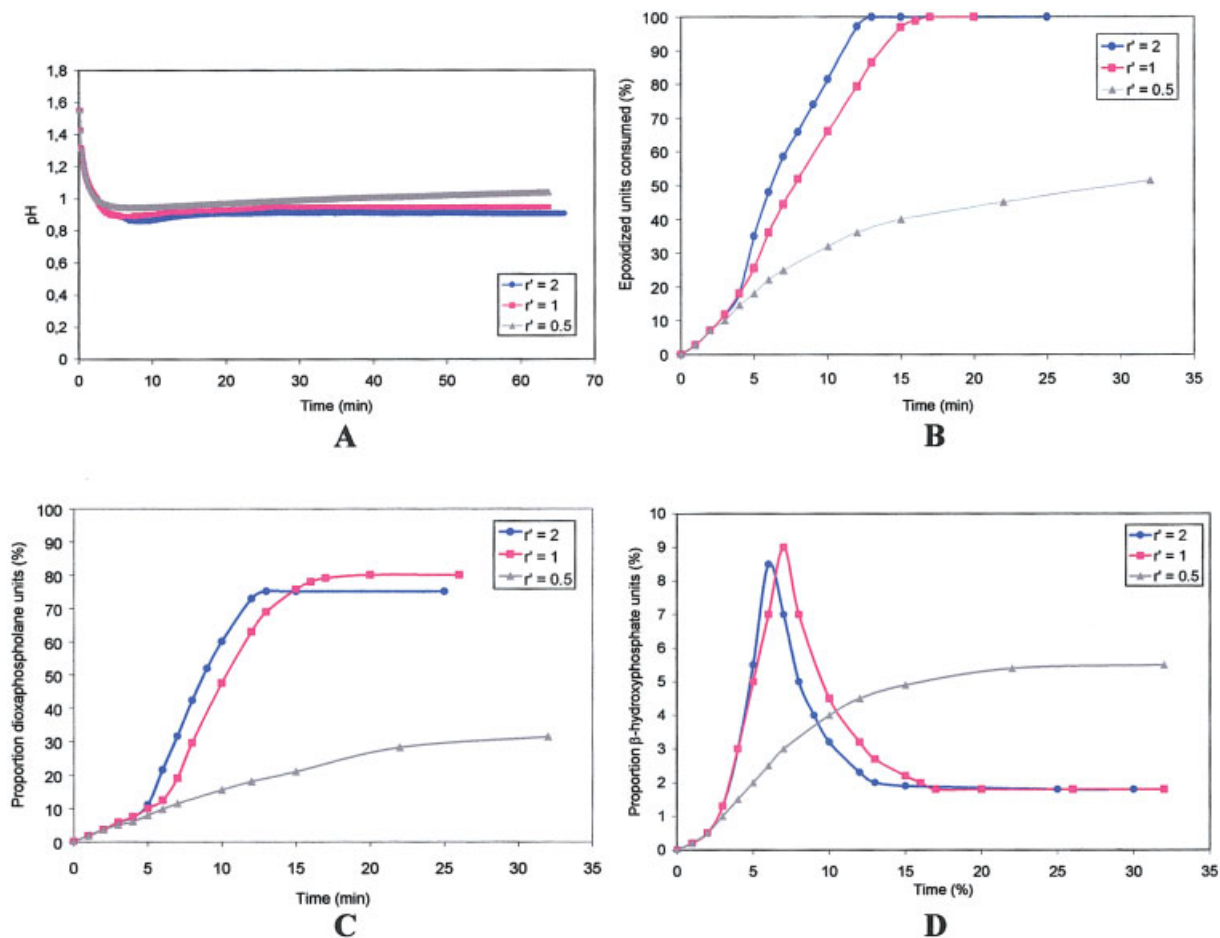 1,8
1,6
1,4
1,2
1
0,8
0,6
0,4
0,2
0
pH
0 10 20 30 40 50 60 70
Time (min)
r' = 2
r' = 1
r' = 0.5
A
100
90
80
70
60
50
40
30
20
10
0
Epoxidized units consumed (%)
0 5 10 15 20 25 30 35
Time (min)
r' = 2
r' =1
r' = 0.5
B
100
90
80
70
60
50
40
30
20
10
0
Proportion dioxaphospholane units (%)
0 5 10 15 20 25 30 35
Time (min)
r' = 2
r' = 1
r' = 0.5
C
10
9
8
7
6
5
4
3
2
1
0
Proportion β-hydroxyphosphate units (%)
0 5 10 15 20 25 30 35
Time (%)
r' = 2
r' = 1
r' = 0.5
D